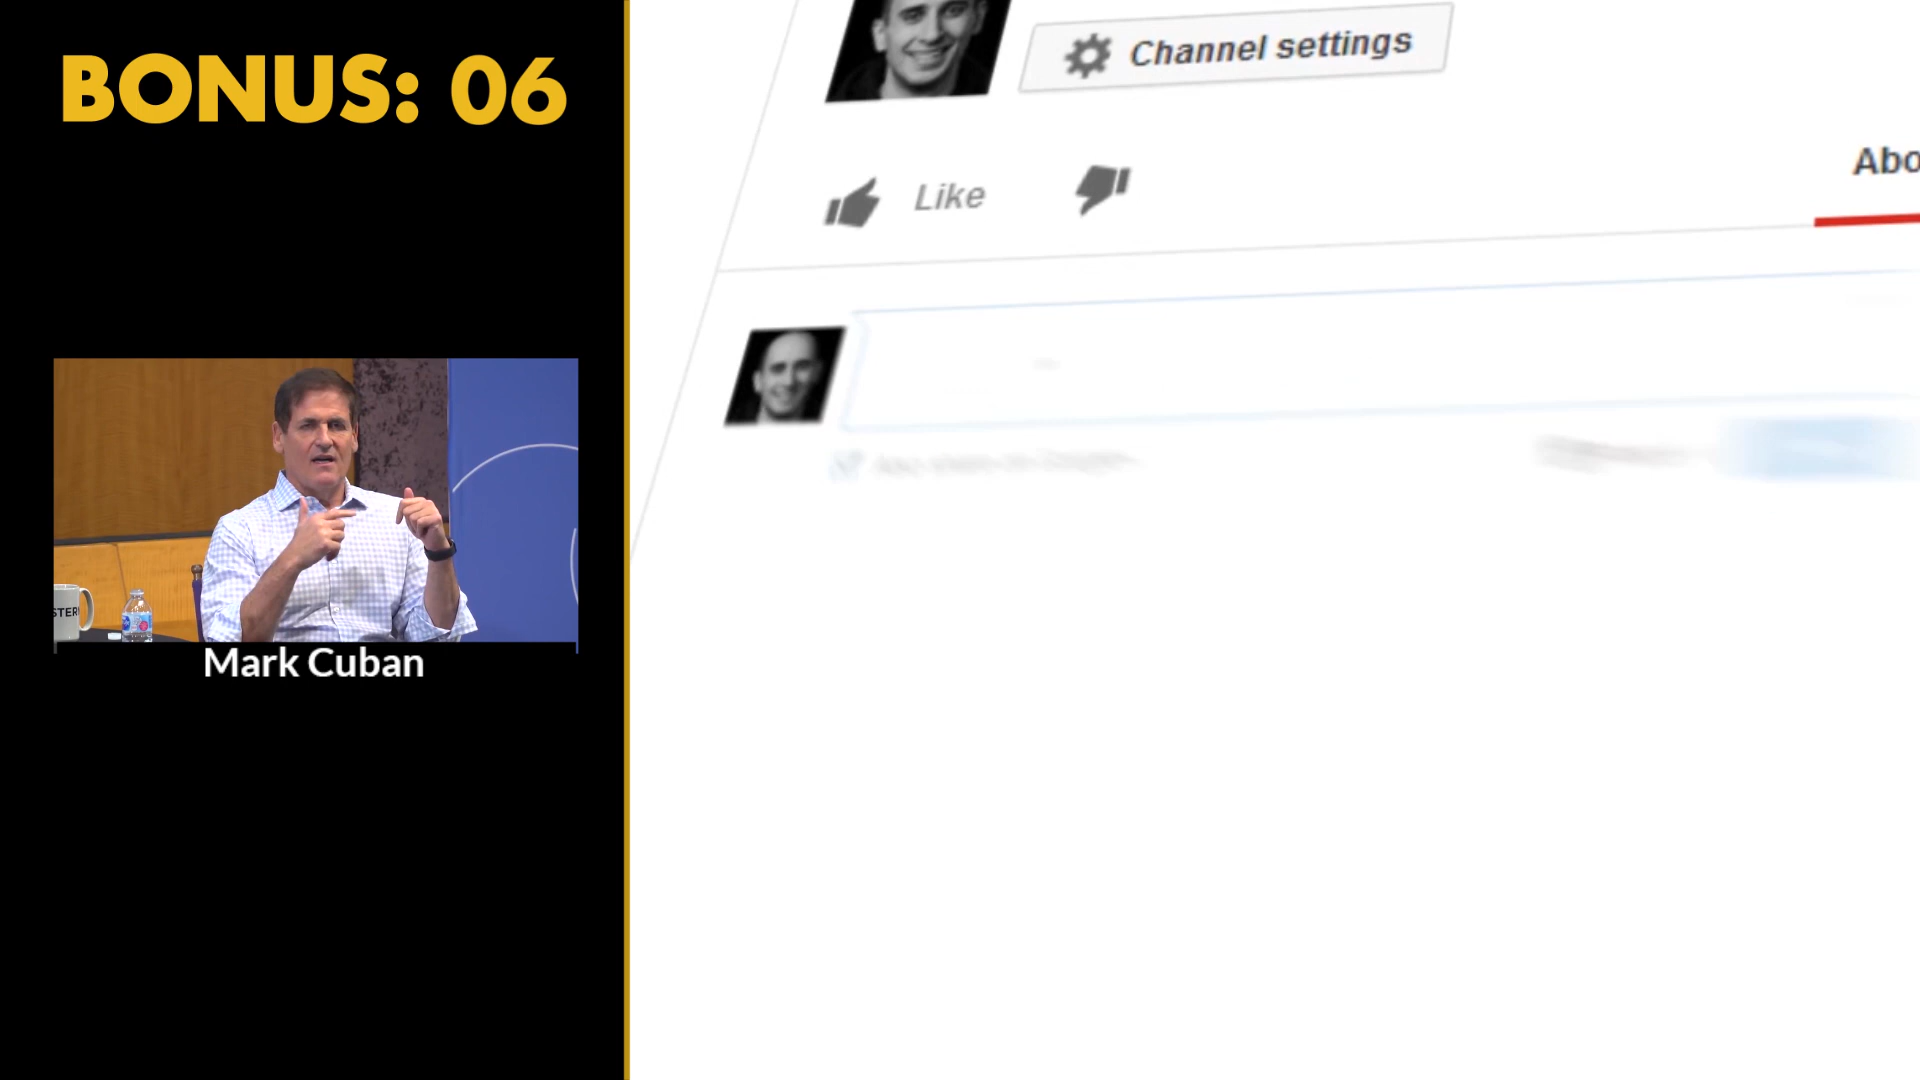 BONUS: 06
Channel settings
Like
Abo
STER
Mark Cuban